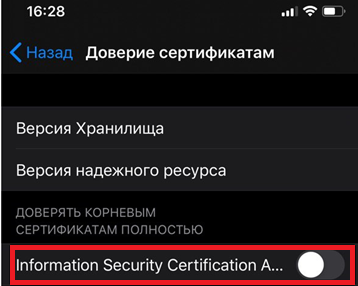 16:28
Назад
Доверие сертификатам
Версия Хранилища
Версия надежного ресурса
ДОВЕРЯТЬ КОРНЕВЫМ
СЕРТИФИКАТАМ ПОЛНОСТЬЮ
Information Security Certification A...